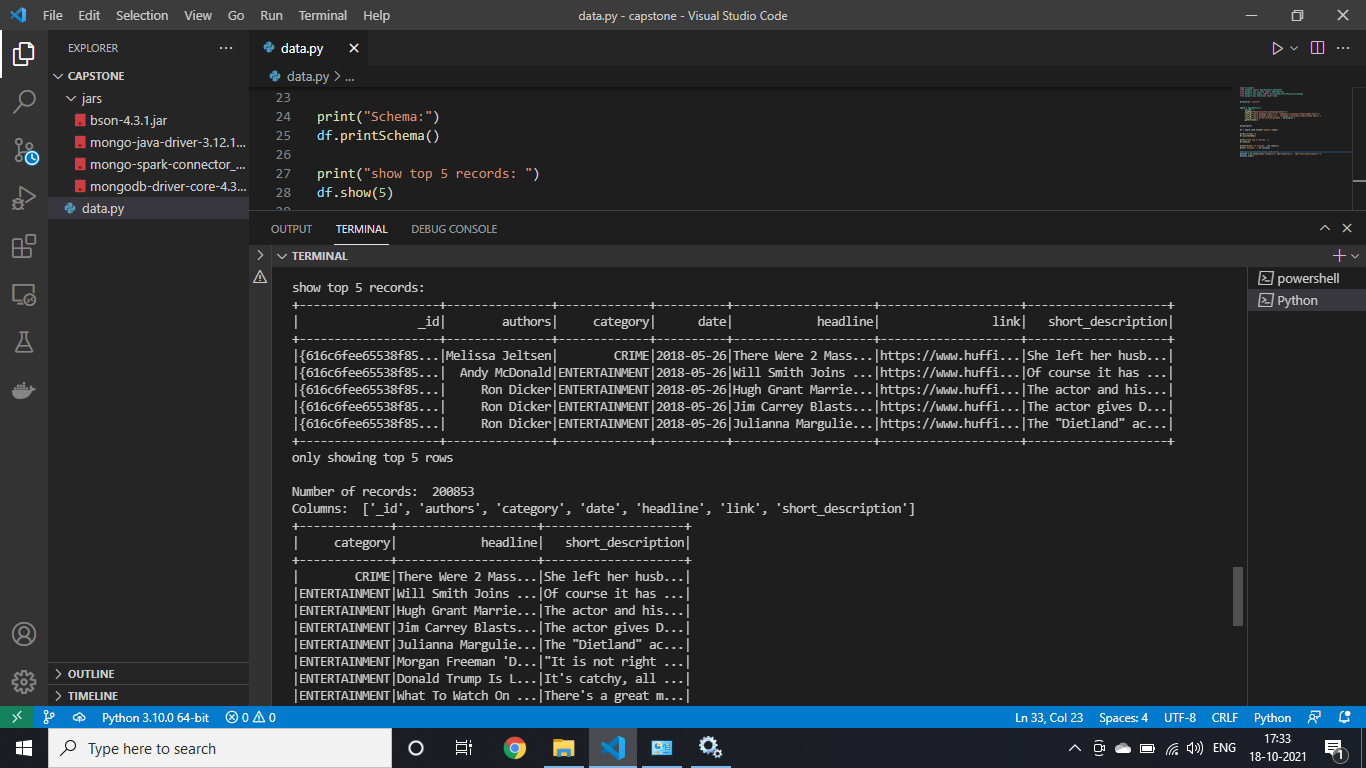 File Edit Selection View Go Run Terminal Help data.py - capstone - Visual Studio Code
EXPLORER
CAPSTONE
jars
bson-4.3.1.jar
mongo-java-driver-3.12.1...
mongo-spark-connector_...
mongodb-driver-core-4.3...
data.py
OUTLINE
TIMELINE
data.py
data.py > ...
23
24 print("Schema:")
25 df.printSchema()
26
27 print("show top 5 records: ")
28 df.show(5)
OUTPUT TERMINAL DEBUG CONSOLE
TERMINAL
powershell
Python
show top 5 records:
+--------------------+---------------+-------------+----------+--------------------+--------------------+--------------------+
|                 _id|        authors|     category|      date|            headline|                link|   short_description|
+--------------------+---------------+-------------+----------+--------------------+--------------------+--------------------+
|{616c6fee65538f85...|Melissa Jeltsen|        CRIME|2018-05-26|There Were 2 Mass...|https://www.huffi...|She left her husb...|
|{616c6fee65538f85...|  Andy McDonald|ENTERTAINMENT|2018-05-26|Will Smith Joins ...|https://www.huffi...|Of course it has ...|
|{616c6fee65538f85...|     Ron Dicker|ENTERTAINMENT|2018-05-26|Hugh Grant Marrie...|https://www.huffi...|The actor and his...|
|{616c6fee65538f85...|     Ron Dicker|ENTERTAINMENT|2018-05-26|Jim Carrey Blasts...|https://www.huffi...|The actor gives D...|
|{616c6fee65538f85...|     Ron Dicker|ENTERTAINMENT|2018-05-26|Julianna Margulie...|https://www.huffi...|The "Dietland" ac...|
+--------------------+---------------+-------------+----------+--------------------+--------------------+--------------------+
only showing top 5 rows
Number of records:  200853
Columns:  ['_id', 'authors', 'category', 'date', 'headline', 'link', 'short_description']
+-------------+--------------------+--------------------+
|     category|            headline|   short_description|
+-------------+--------------------+--------------------+
|        CRIME|There Were 2 Mass...|She left her husb...|
|ENTERTAINMENT|Will Smith Joins ...|Of course it has ...|
|ENTERTAINMENT|Hugh Grant Marrie...|The actor and his...|
|ENTERTAINMENT|Jim Carrey Blasts...|The actor gives D...|
|ENTERTAINMENT|Julianna Margulie...|The "Dietland" ac...|
|ENTERTAINMENT|Morgan Freeman 'D...|"It is not right ...|
|ENTERTAINMENT|Donald Trump Is L...|It's catchy, all ...|
|ENTERTAINMENT|What To Watch On ...|There's a great m...|
Python 3.10.0 64-bit 0 0 Ln 33, Col 23 Spaces: 4 UTF-8 CRLF Python
Type here to search
ENG
17:33
18-10-2021
1